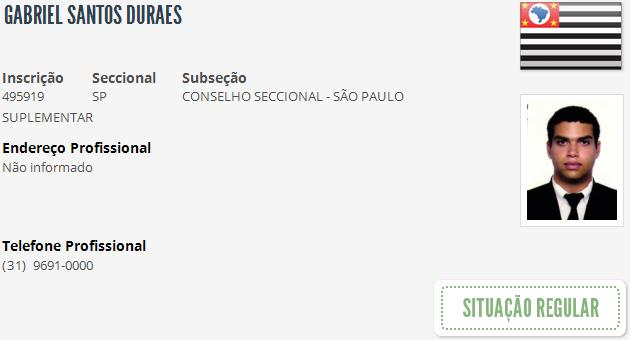 GABRIEL SANTOS DURAES
Inscrição Seccional Subseção
495919 SP CONSELHO SECCIONAL - SÃO PAULO
SUPLEMENTAR
Endereço Profissional
Não informado
Telefone Profissional
(31) 9691-0000
SITUAÇÃO REGULAR